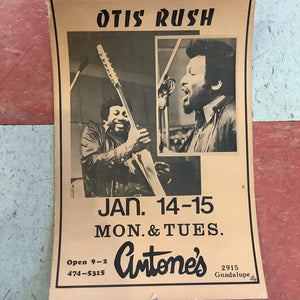 OTIS RUSH
JAN. 14-15
MON. & TUES.
Open 9-2
474-5315
Antone's
2915
Guadalupe